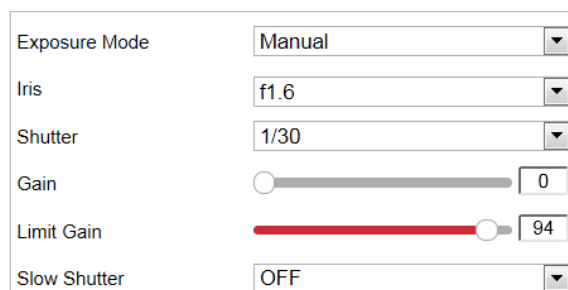 Exposure Mode Manual
Iris f1.6
Shutter 1/30
Gain 0
Limit Gain 94
Slow Shutter OFF